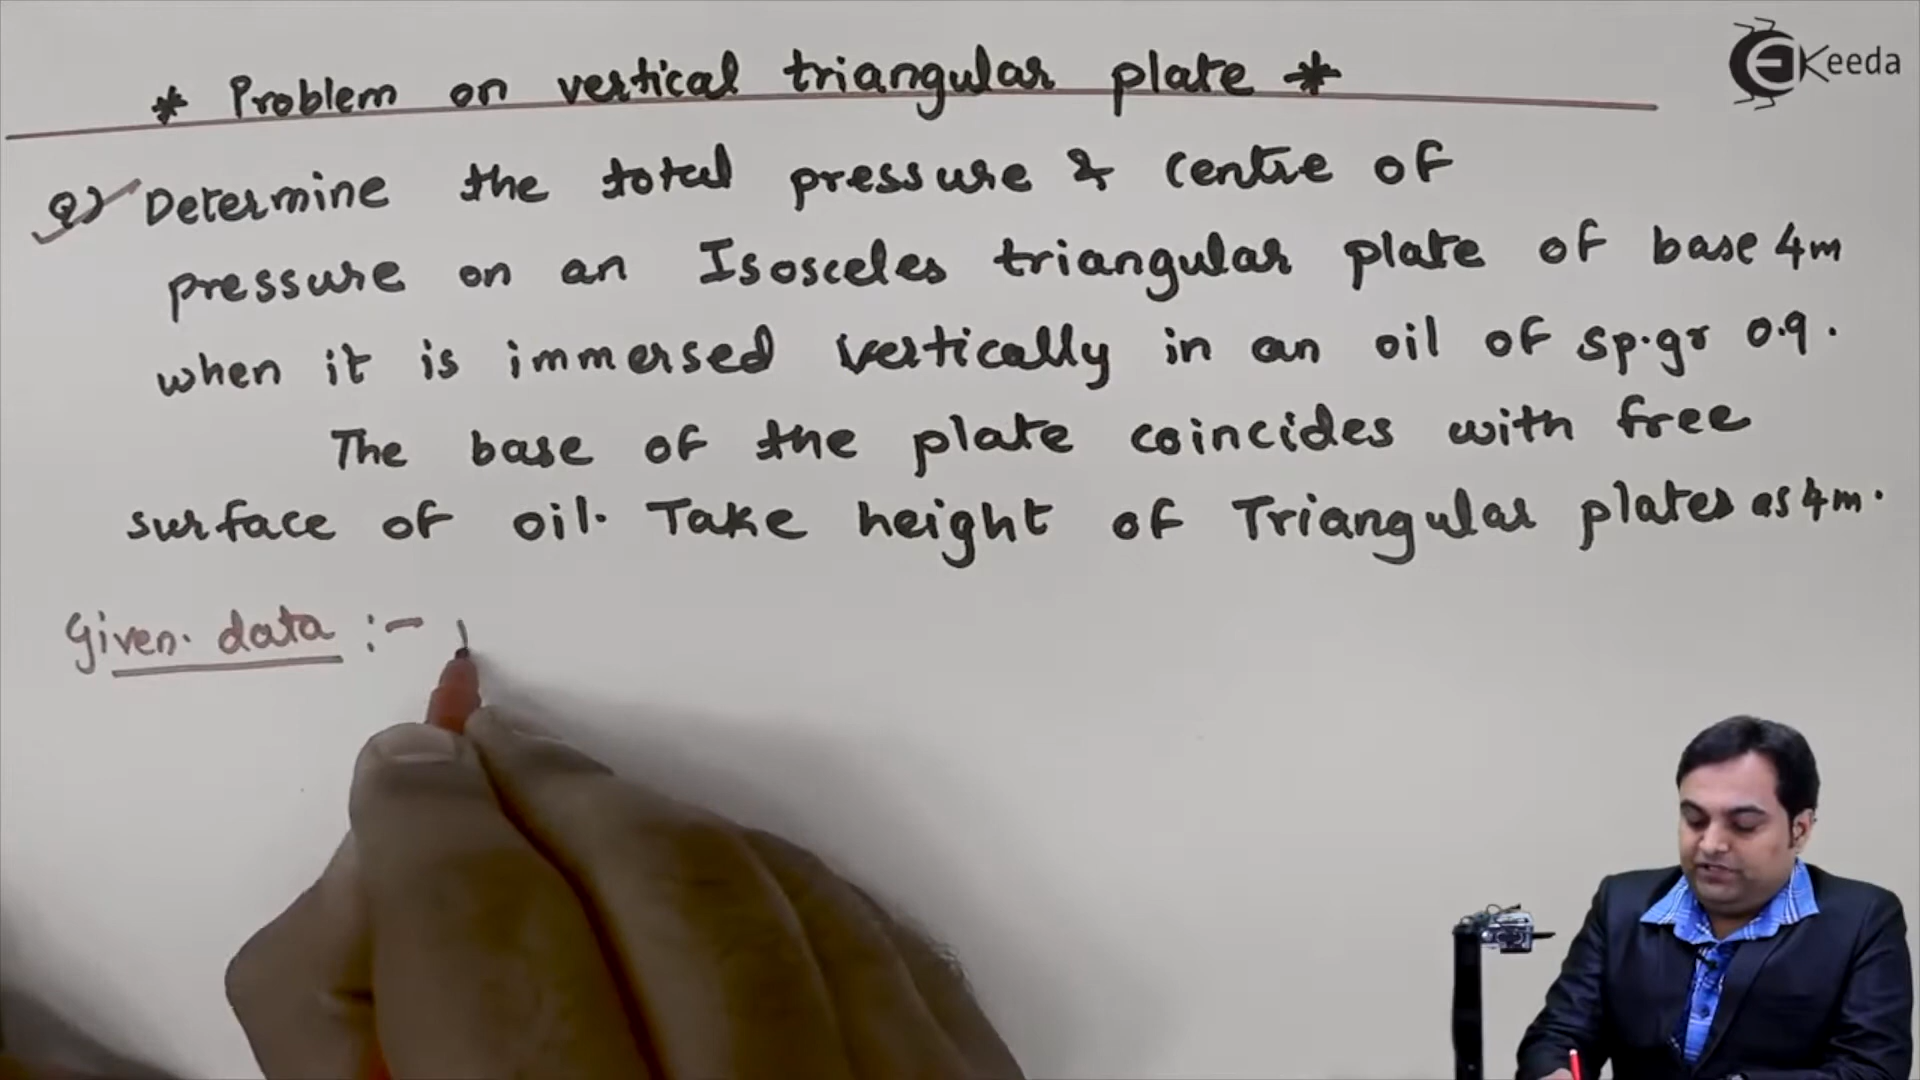 * Problem on vertical triangular plate *
EKeeda
Q) Determine the total pressure & centre of
pressure on an Isosceles triangular plate of base 4m
when it is immersed vertically in an oil of sp.gr 0.9.
The base of the plate coincides with free
surface of oil. Take height of Triangular plates as 4m.
Given data :-